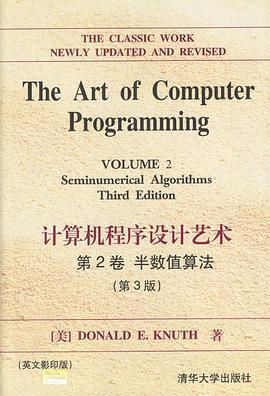 THE CLASSIC WORK
NEWLY UPDATED AND REVISED
The Art of Computer
Programming
VOLUME 2
Seminumerical Algorithms
Third Edition
计算机程序设计艺术
第2卷 半数值算法
(第3版)
[美] DONALD E. KNUTH 著
(英文影印版)
清华大学出版社